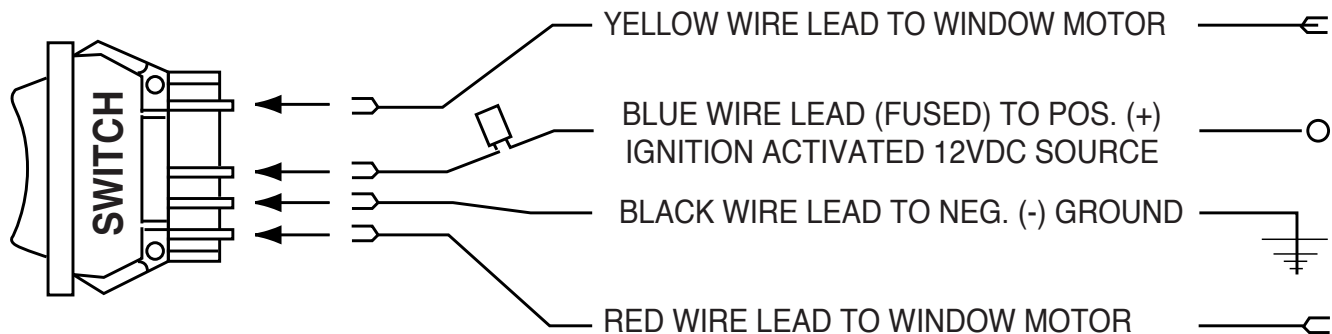 SWITCH
YELLOW WIRE LEAD TO WINDOW MOTOR
BLUE WIRE LEAD (FUSED) TO POS. (+)
IGNITION ACTIVATED 12VDC SOURCE
BLACK WIRE LEAD TO NEG. (-) GROUND
RED WIRE LEAD TO WINDOW MOTOR